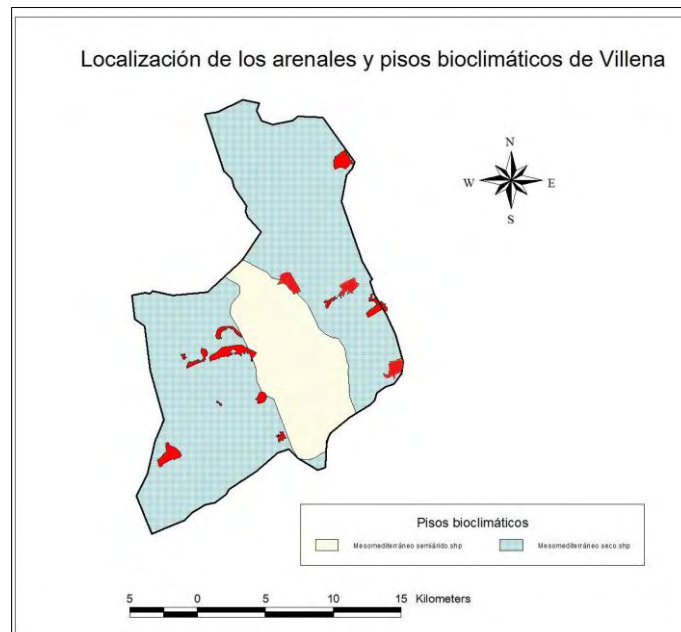 Localización de los arenales y pisos bioclimáticos de Villena
N
W E
S
Pisos bioclimáticos
Mesomediterráneo semiárido.shp Mesomediterráneo seco.shp
5 0 5 10 15 Kilometers